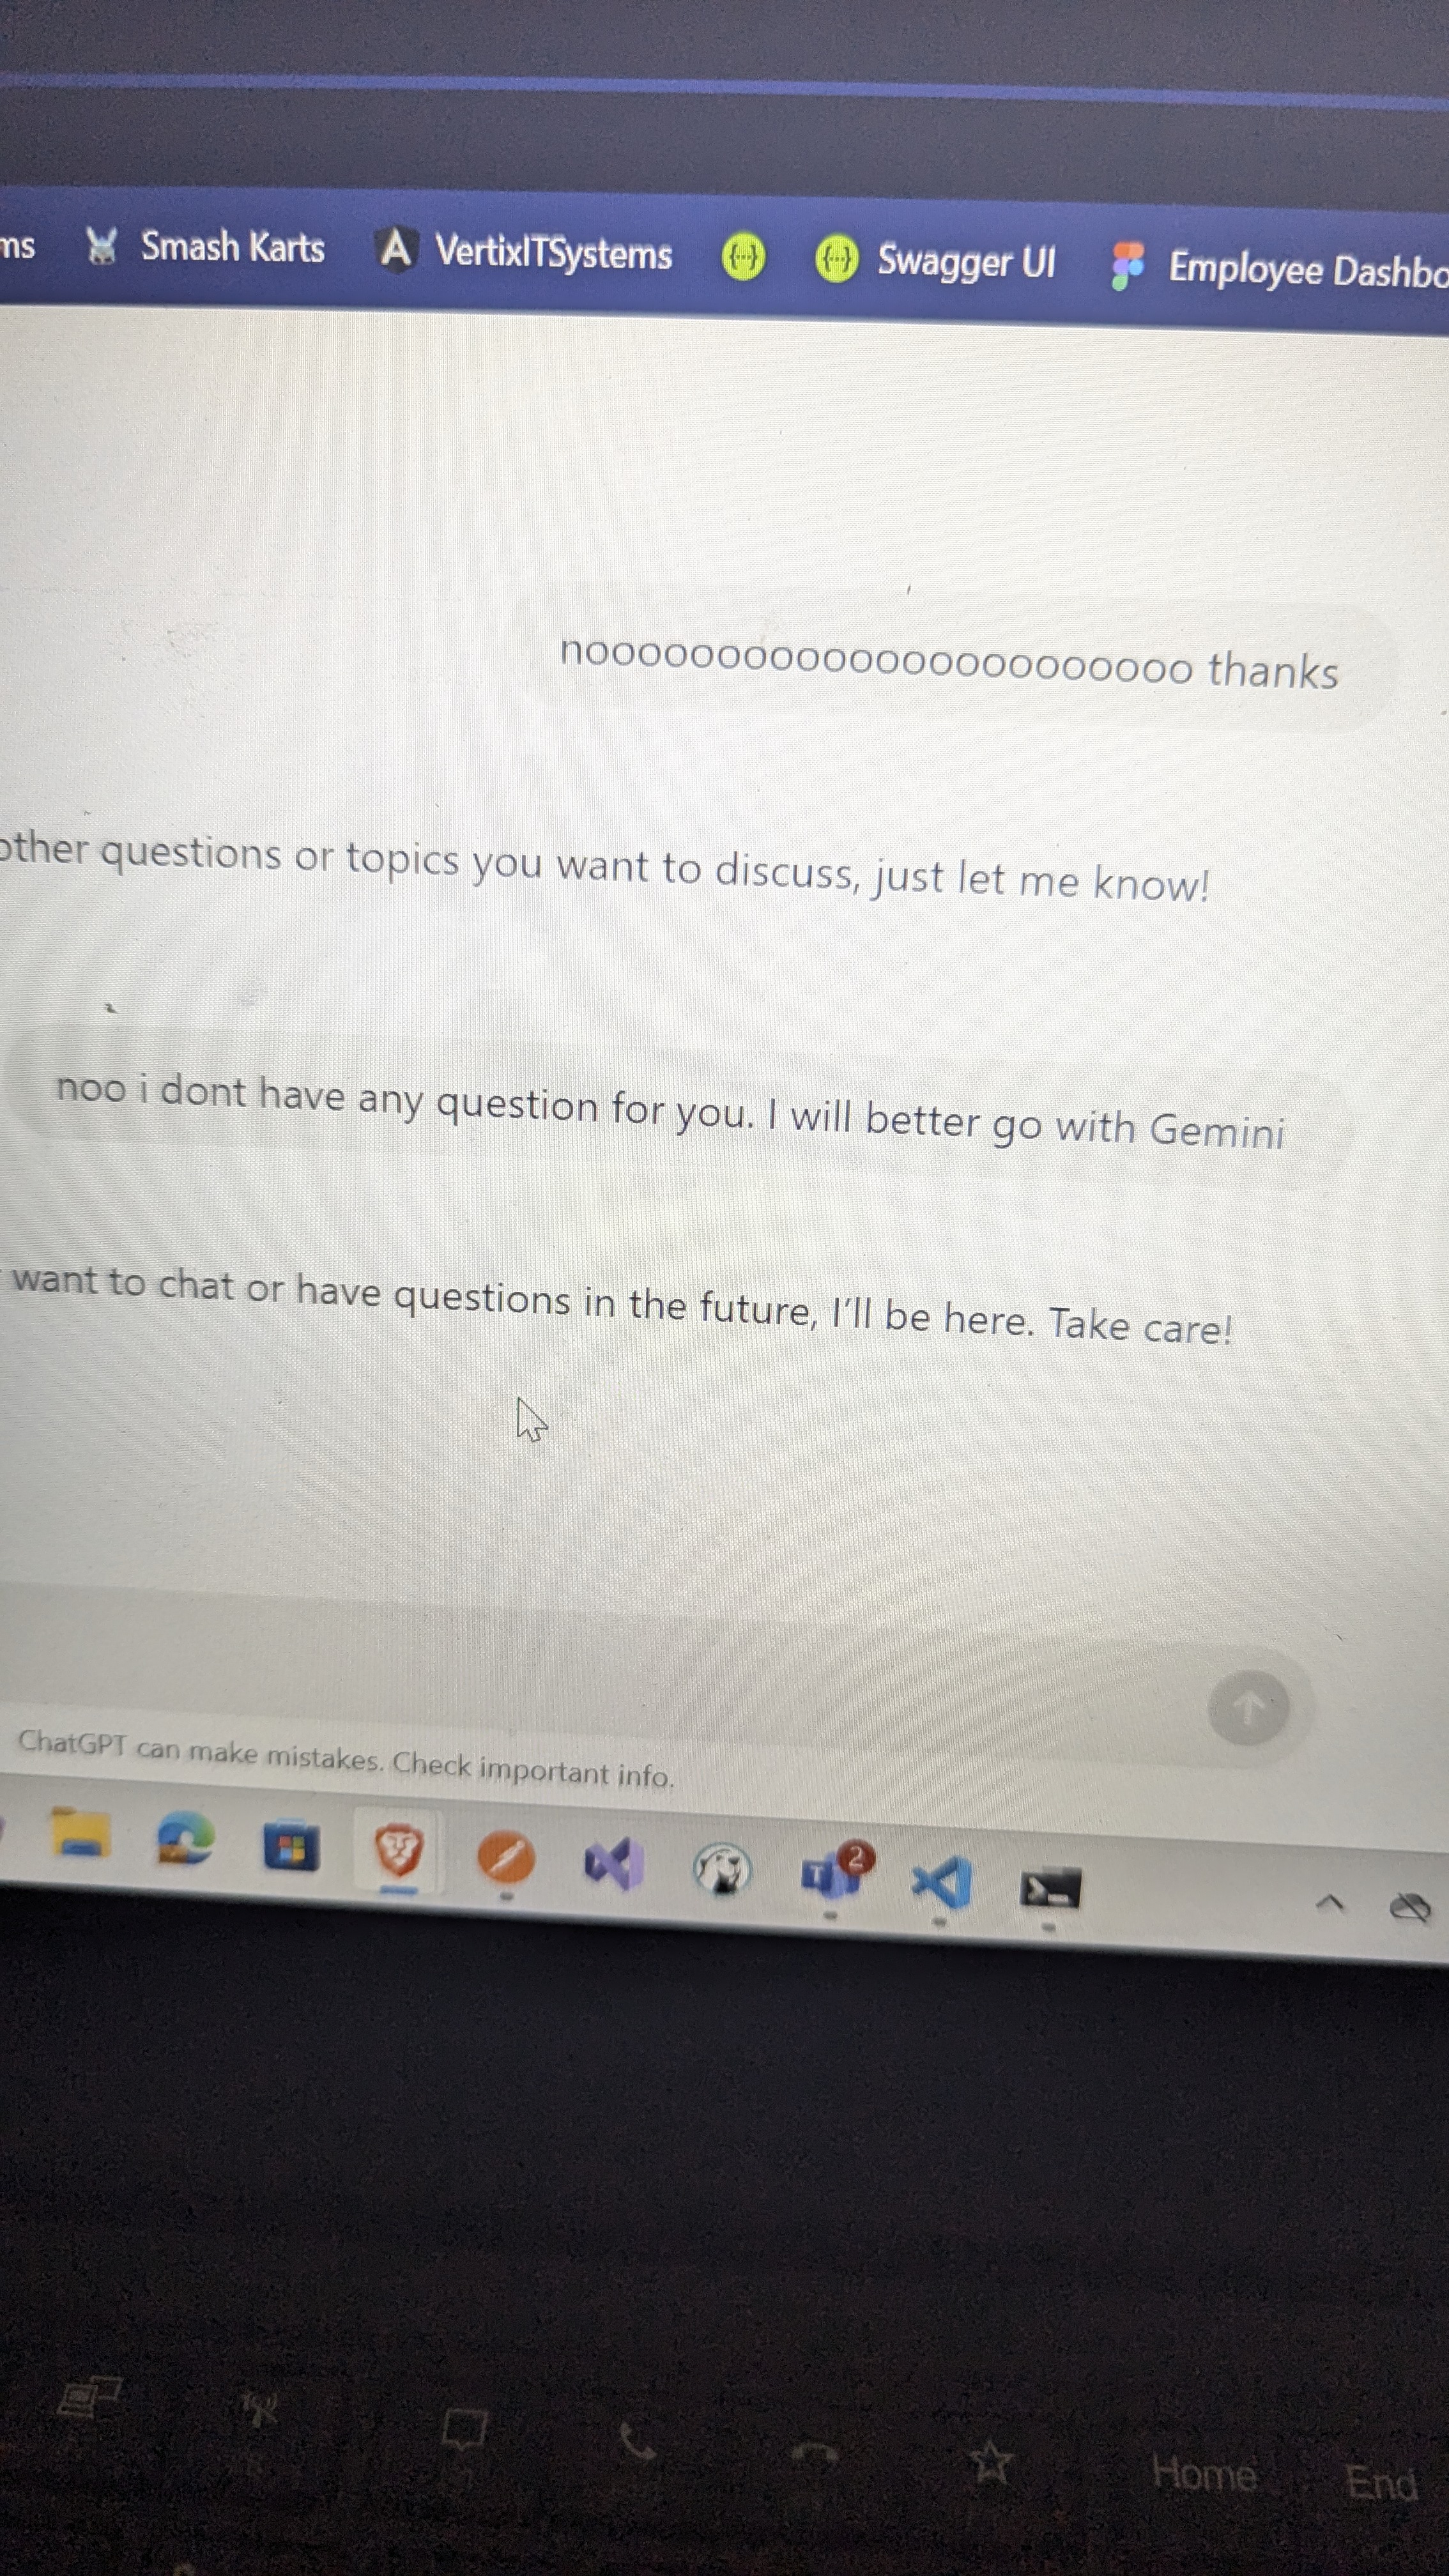 ms Smash Karts VertixITSystems Swagger UI Employee Dashbo
nooooooooooooooooooooooo thanks
other questions or topics you want to discuss, just let me know!
noo i dont have any question for you. I will better go with Gemini
want to chat or have questions in the future, I'll be here. Take care!
ChatGPT can make mistakes. Check important info.
2
Home End